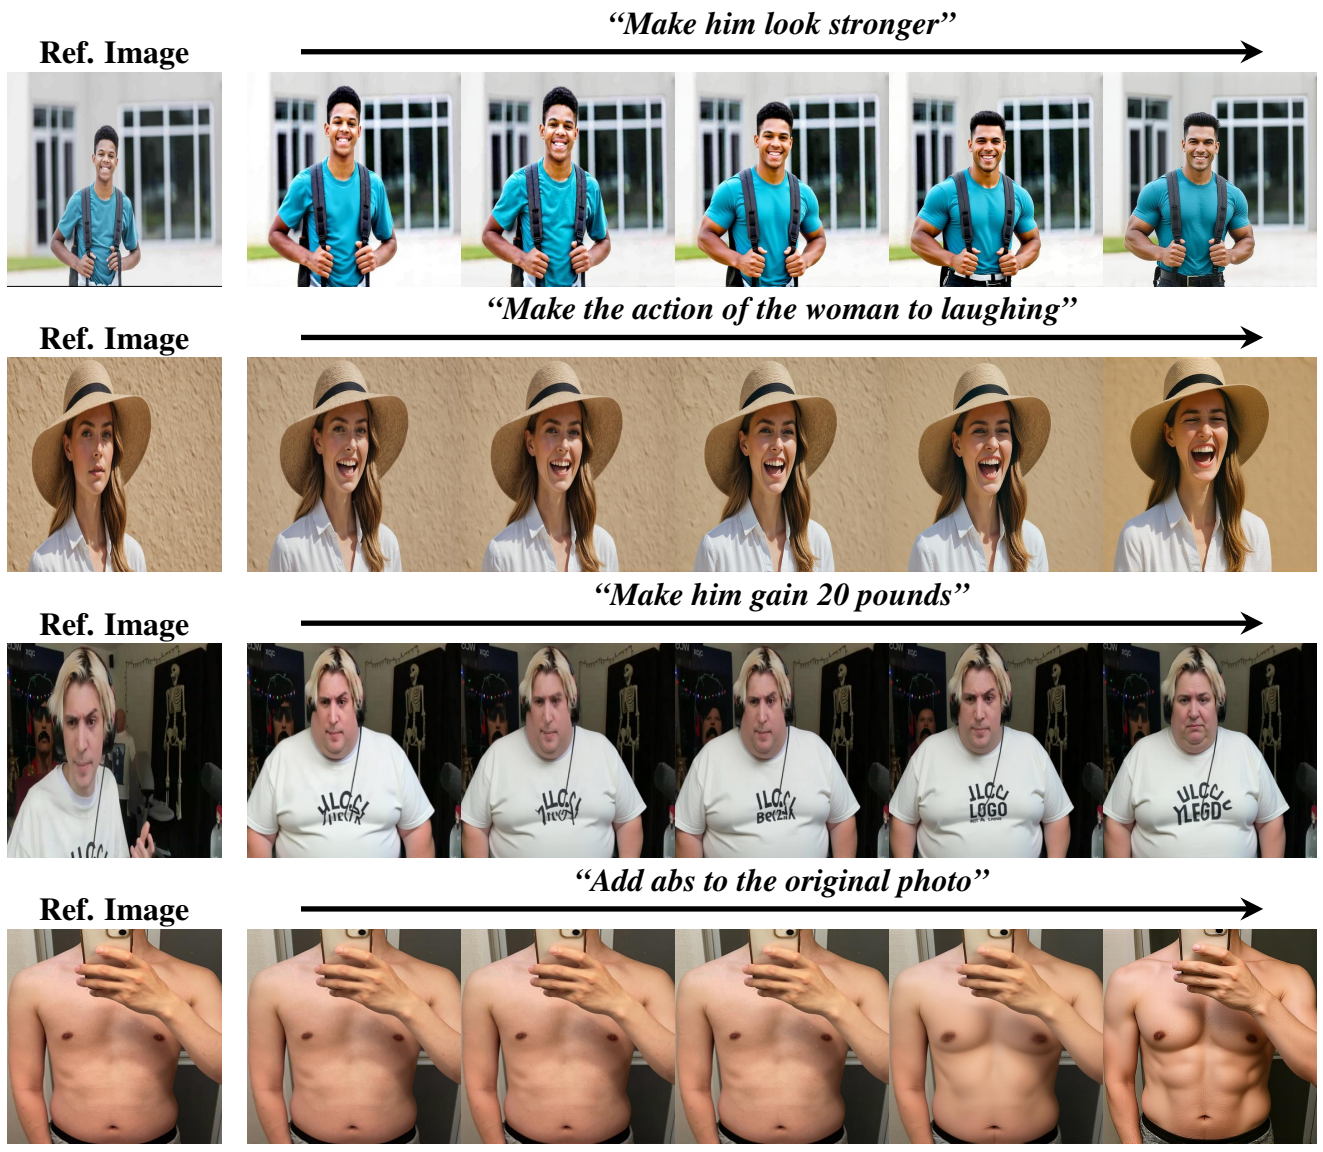 “Make him look stronger”
Ref. Image
“Make the action of the woman to laughing”
Ref. Image
“Make him gain 20 pounds”
Ref. Image
“Add abs to the original photo”
Ref. Image